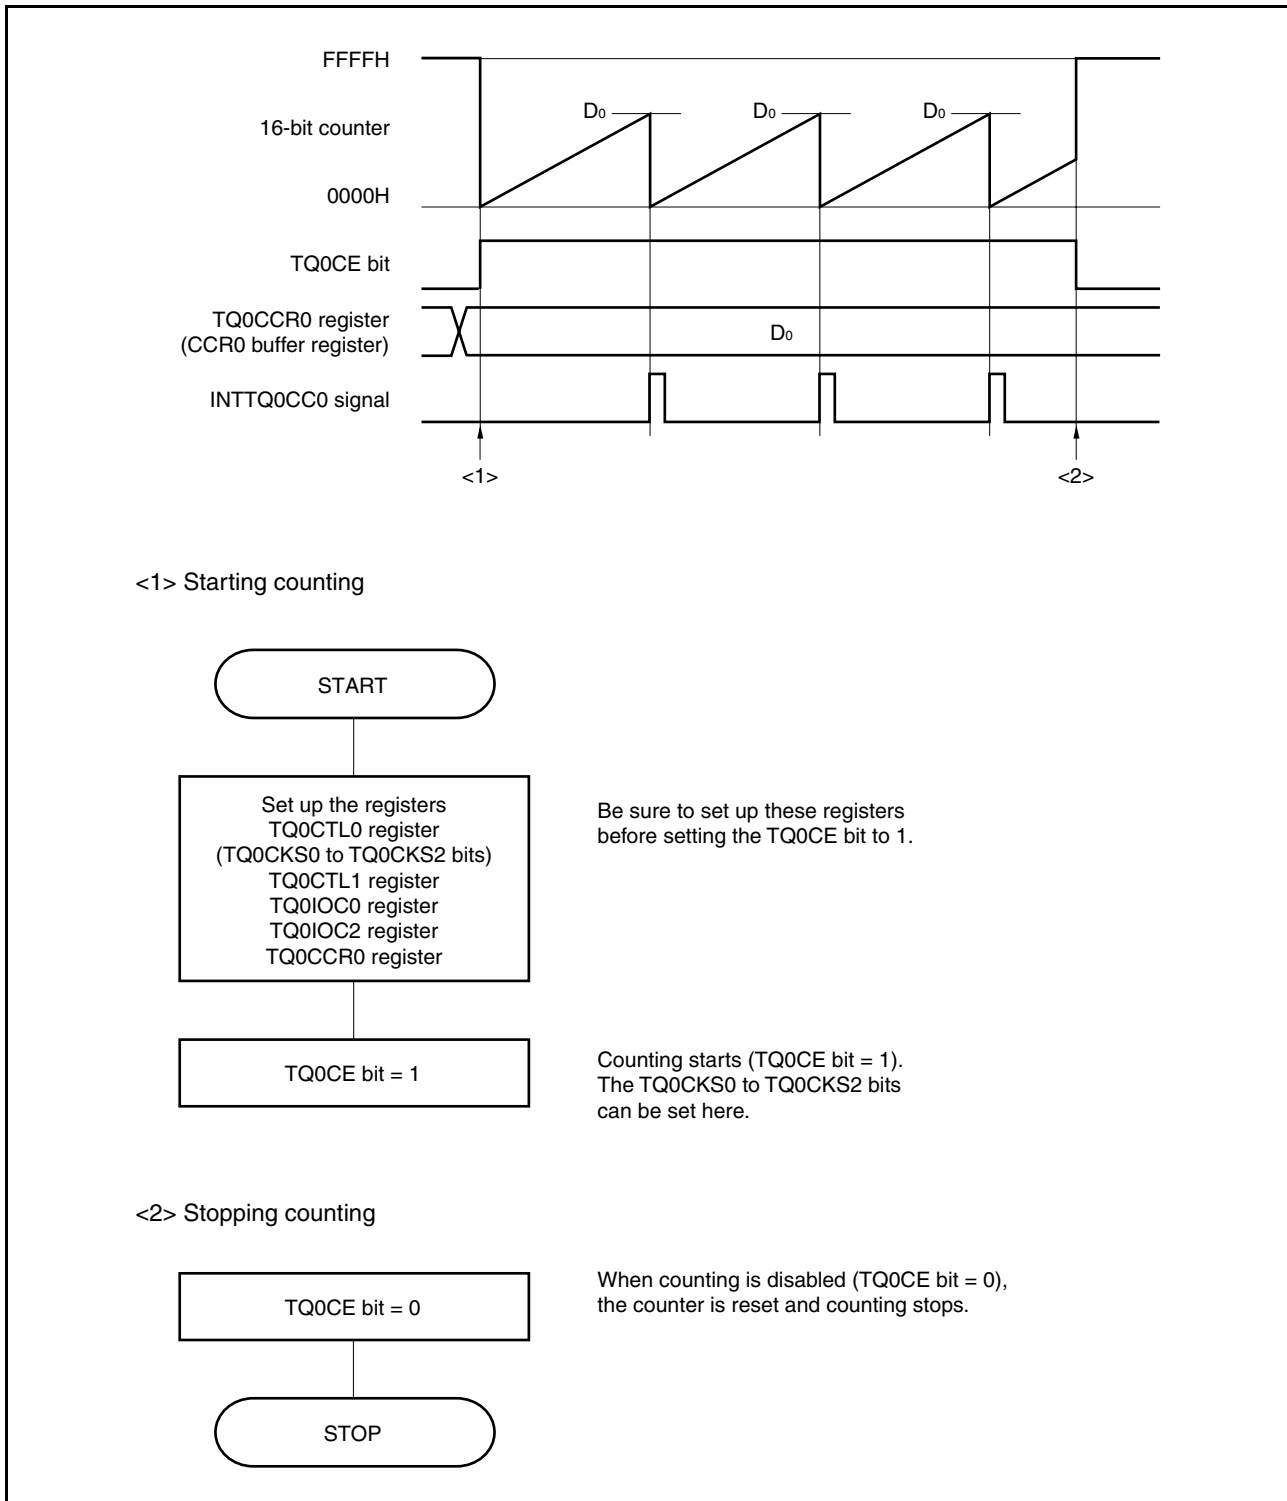 FFFFH
16-bit counter
0000H
D0
D0
D0
TQ0CE bit
TQ0CCR0 register
(CCR0 buffer register)
D0
INTTQ0CC0 signal
<1>
<2>
<1> Starting counting
START
Set up the registers
TQ0CTL0 register
(TQ0CKS0 to TQ0CKS2 bits)
TQ0CTL1 register
TQ0IOC0 register
TQ0IOC2 register
TQ0CCR0 register
Be sure to set up these registers
before setting the TQ0CE bit to 1.
TQ0CE bit = 1
Counting starts (TQ0CE bit = 1).
The TQ0CKS0 to TQ0CKS2 bits
can be set here.
<2> Stopping counting
TQ0CE bit = 0
When counting is disabled (TQ0CE bit = 0),
the counter is reset and counting stops.
STOP